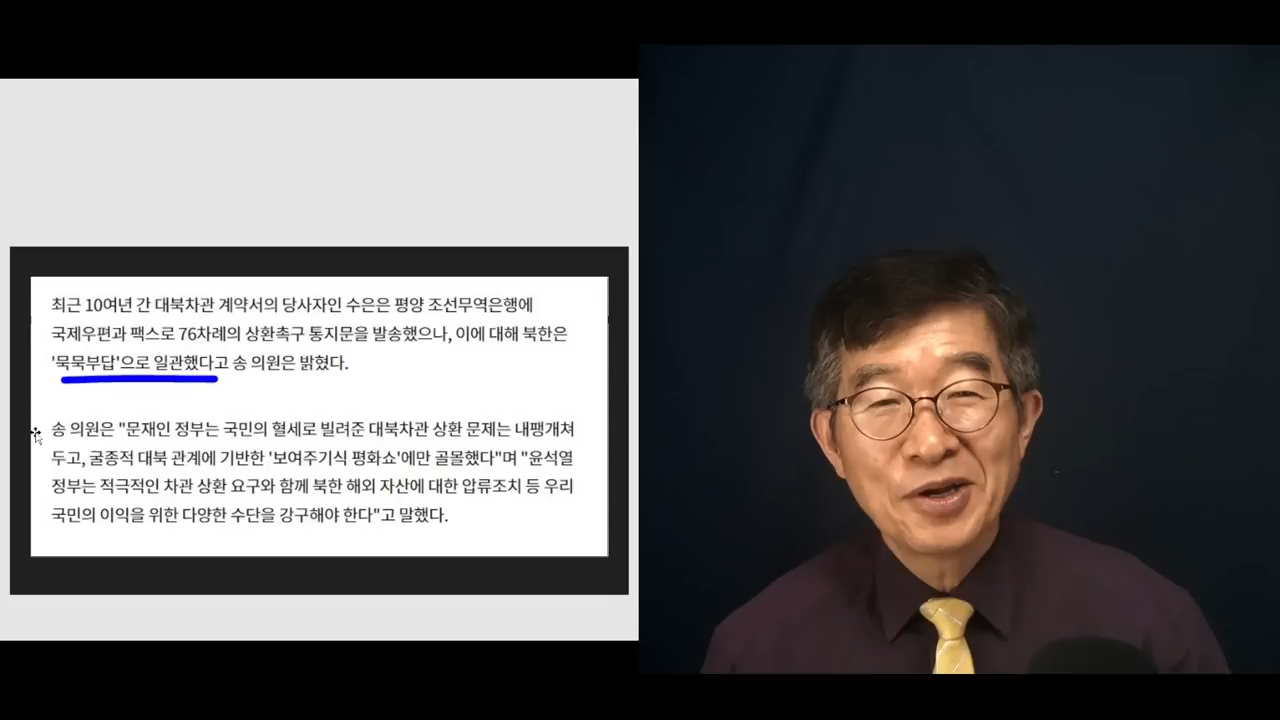 최근 10여년 간 대북차관 계약서의 당사자인 수은은 평양 조선무역은행에
국제우편과 팩스로 76차례의 상환촉구 통지문을 발송했으나, 이에 대해 북한은
'묵묵부답'으로 일관했다고 송 의원은 밝혔다.
송 의원은 "문재인 정부는 국민의 혈세로 빌려준 대북차관 상환 문제는 내팽개쳐
두고, 굴종적 대북 관계에 기반한 '보여주기식 평화쇼'에만 골몰했다"며 "윤석열
정부는 적극적인 차관 상환 요구와 함께 북한 해외 자산에 대한 압류조치 등 우리
국민의 이익을 위한 다양한 수단을 강구해야 한다"고 말했다.